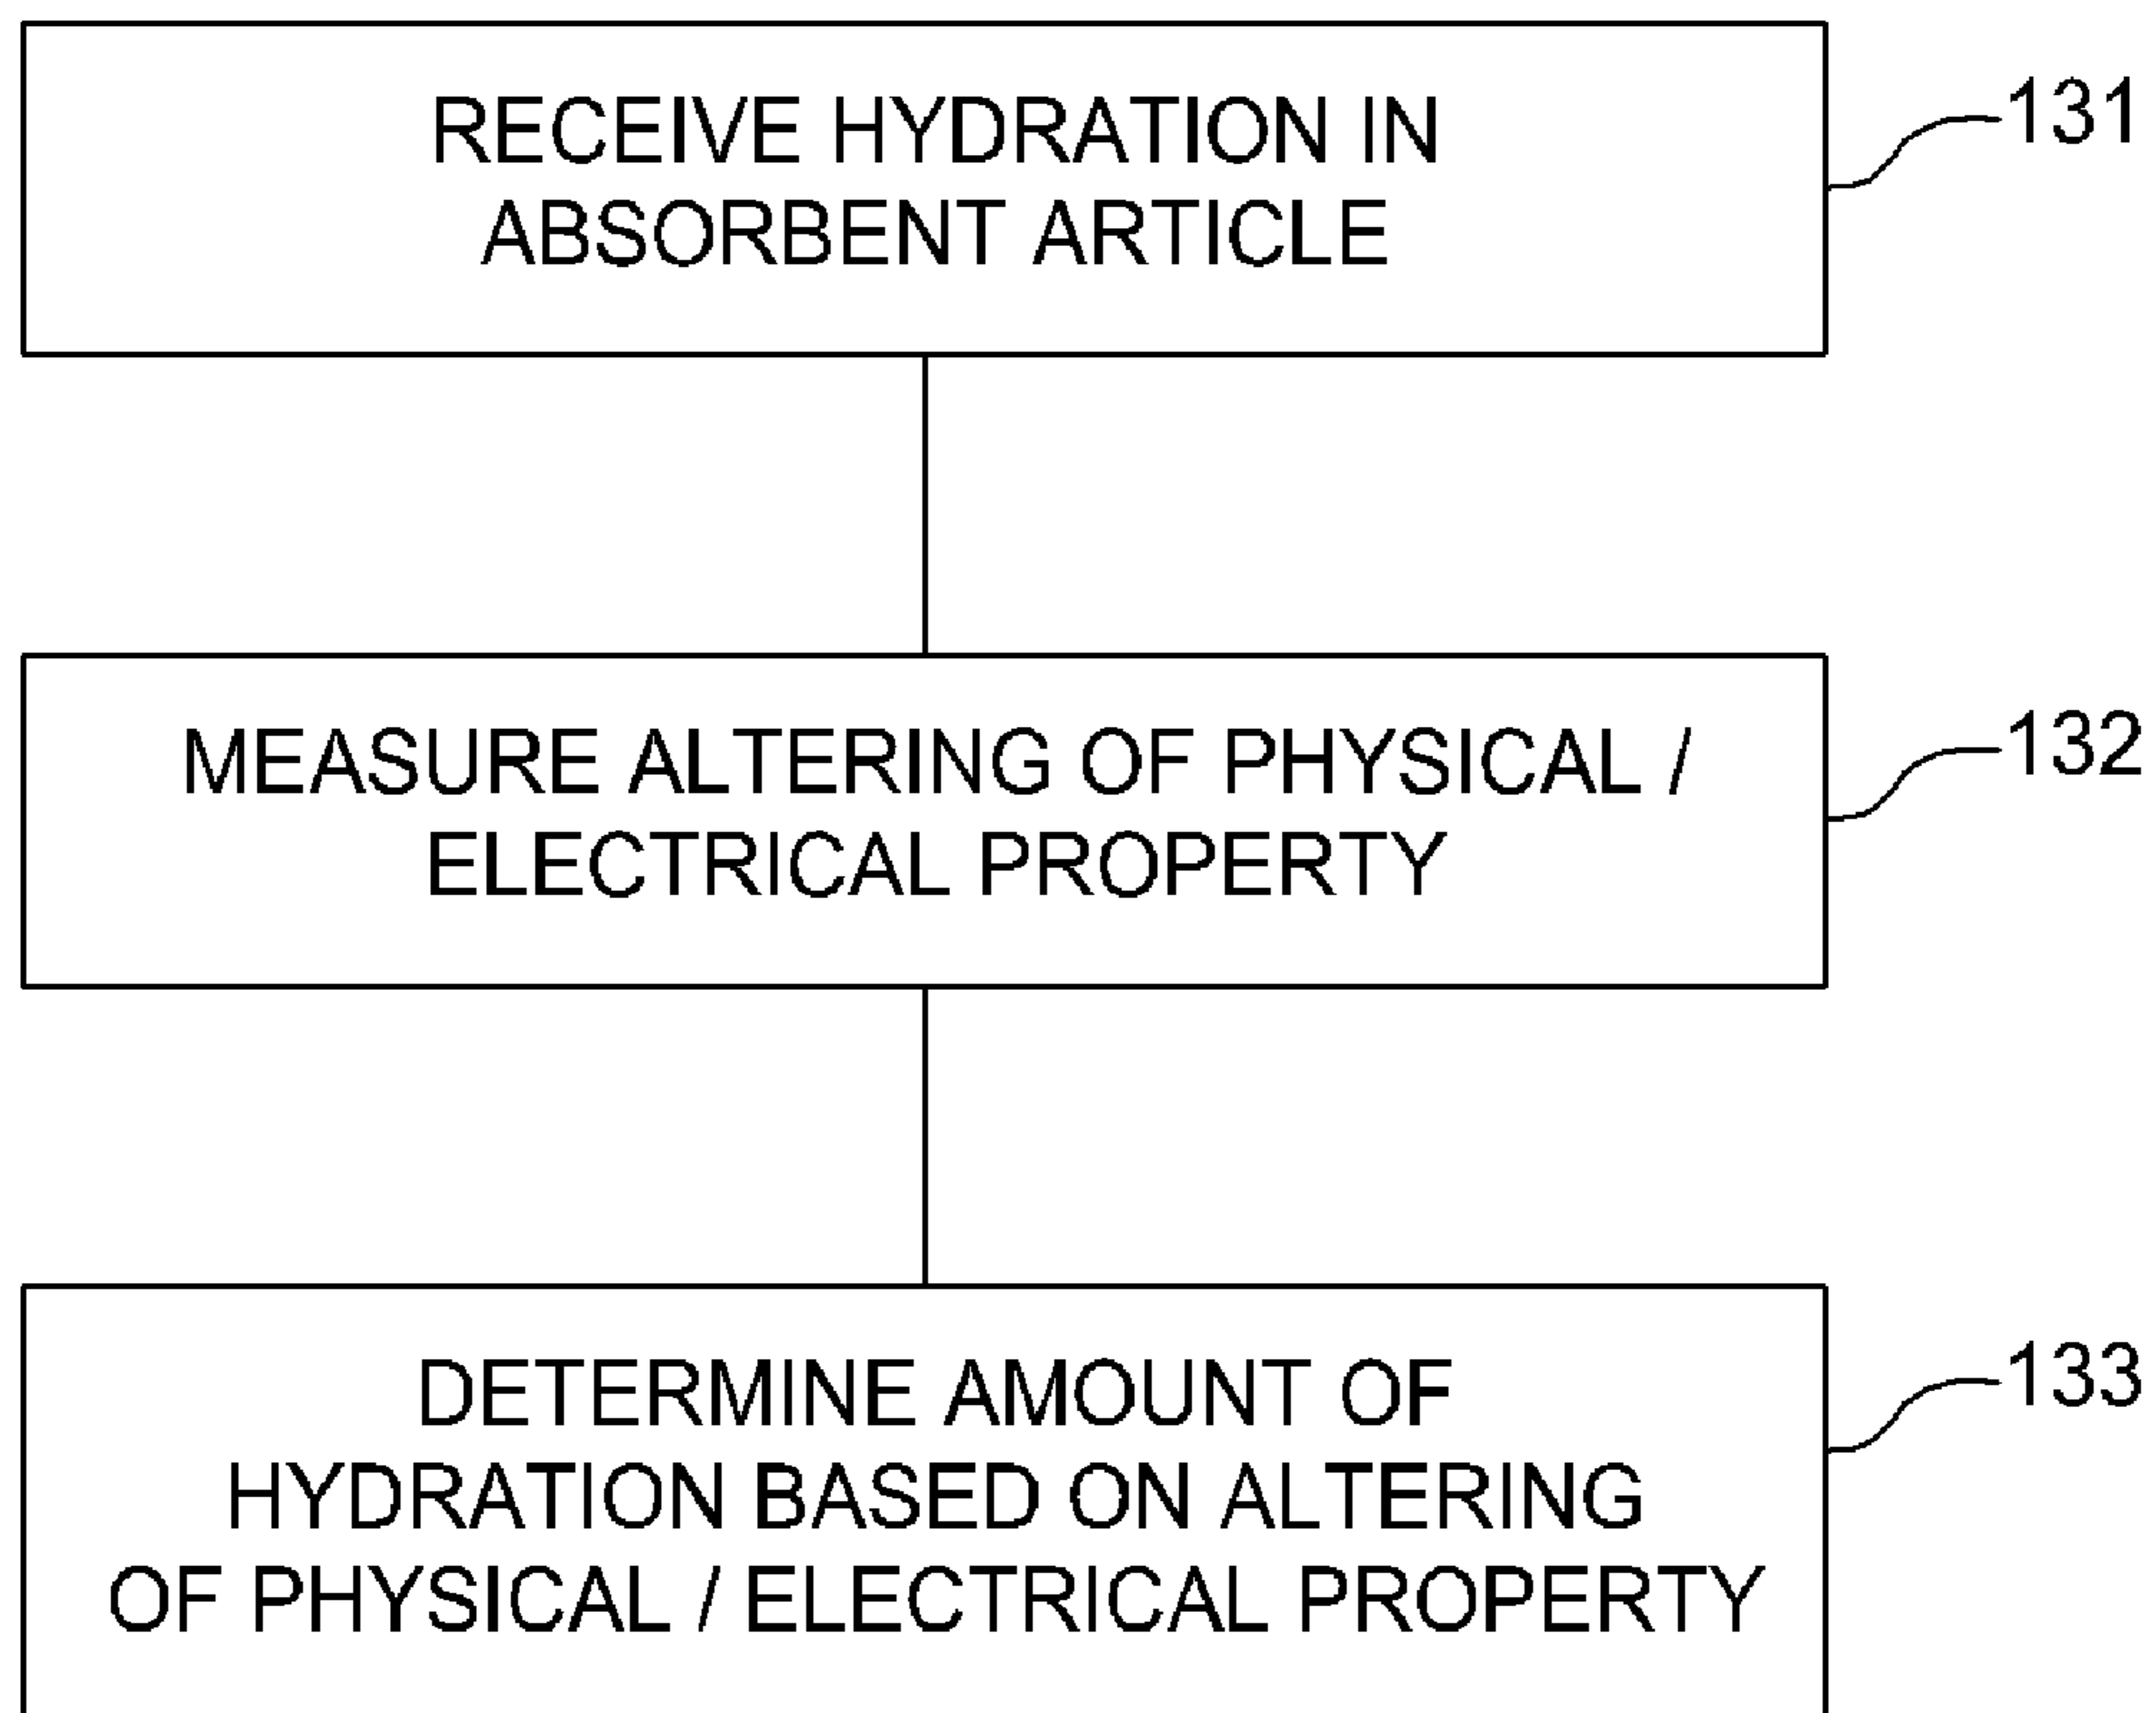 RECEIVE HYDRATION IN
ABSORBENT ARTICLE
131
MEASURE ALTERING OF PHYSICAL /
ELECTRICAL PROPERTY
132
DETERMINE AMOUNT OF
HYDRATION BASED ON ALTERING
OF PHYSICAL / ELECTRICAL PROPERTY
133